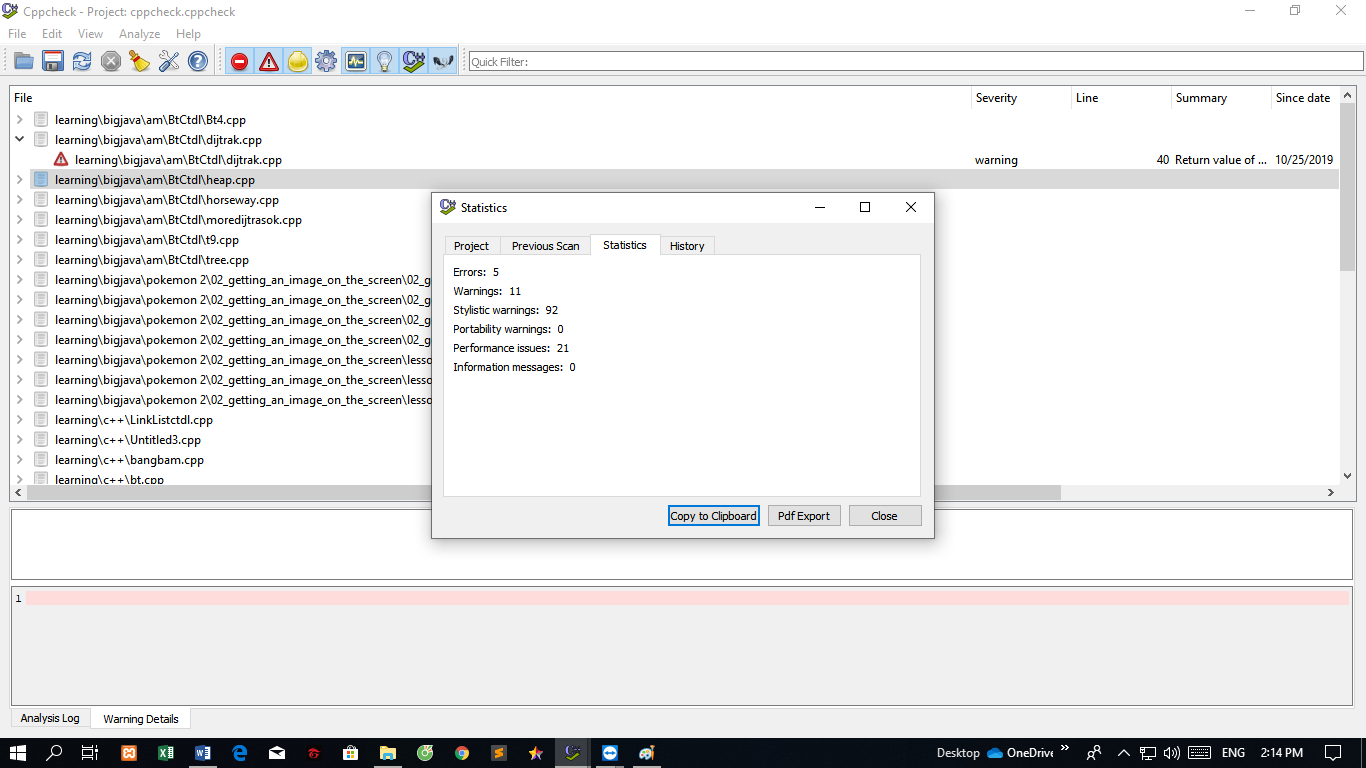 Cppcheck - Project: cppcheck.cppcheck
File Edit View Analyze Help
Quick Filter:
File Severity Line Summary Since date
learning\bigjava\am\BtCtdl\Bt4.cpp
learning\bigjava\am\BtCtdl\dijtrak.cpp
learning\bigjava\am\BtCtdl\dijtrak.cpp warning 40 Return value of ... 10/25/2019
learning\bigjava\am\BtCtdl\heap.cpp
learning\bigjava\am\BtCtdl\horseway.cpp
learning\bigjava\am\BtCtdl\moredijtrasok.cpp
learning\bigjava\am\BtCtdl\t9.cpp
learning\bigjava\am\BtCtdl\tree.cpp
learning\bigjava\pokemon 2\02_getting_an_image_on_the_screen\02_g
learning\bigjava\pokemon 2\02_getting_an_image_on_the_screen\02_g
learning\bigjava\pokemon 2\02_getting_an_image_on_the_screen\02_g
learning\bigjava\pokemon 2\02_getting_an_image_on_the_screen\02_g
learning\bigjava\pokemon 2\02_getting_an_image_on_the_screen\lesso
learning\bigjava\pokemon 2\02_getting_an_image_on_the_screen\lesso
learning\bigjava\pokemon 2\02_getting_an_image_on_the_screen\lesso
learning\c++\LinkListctdl.cpp
learning\c++\Untitled3.cpp
learning\c++\bangbam.cpp
learning\c++\bt.cpp
Statistics
Project Previous Scan Statistics History
Errors: 5
Warnings: 11
Stylistic warnings: 92
Portability warnings: 0
Performance issues: 21
Information messages: 0
Copy to Clipboard Pdf Export Close
1
Analysis Log Warning Details
Desktop OneDrive ENG 2:14 PM